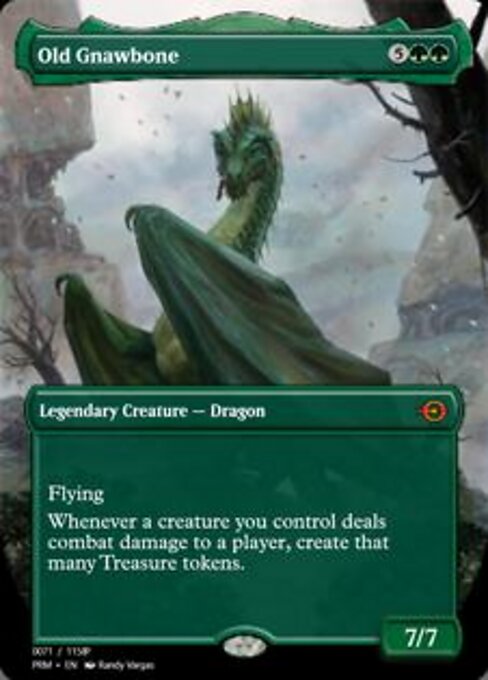 Old Gnawbone 5
Legendary Creature — Dragon
Flying
Whenever a creature you control deals
combat damage to a player, create that
many Treasure tokens.
7/7
0071 / 115P
PRM • EN Randy Vargas